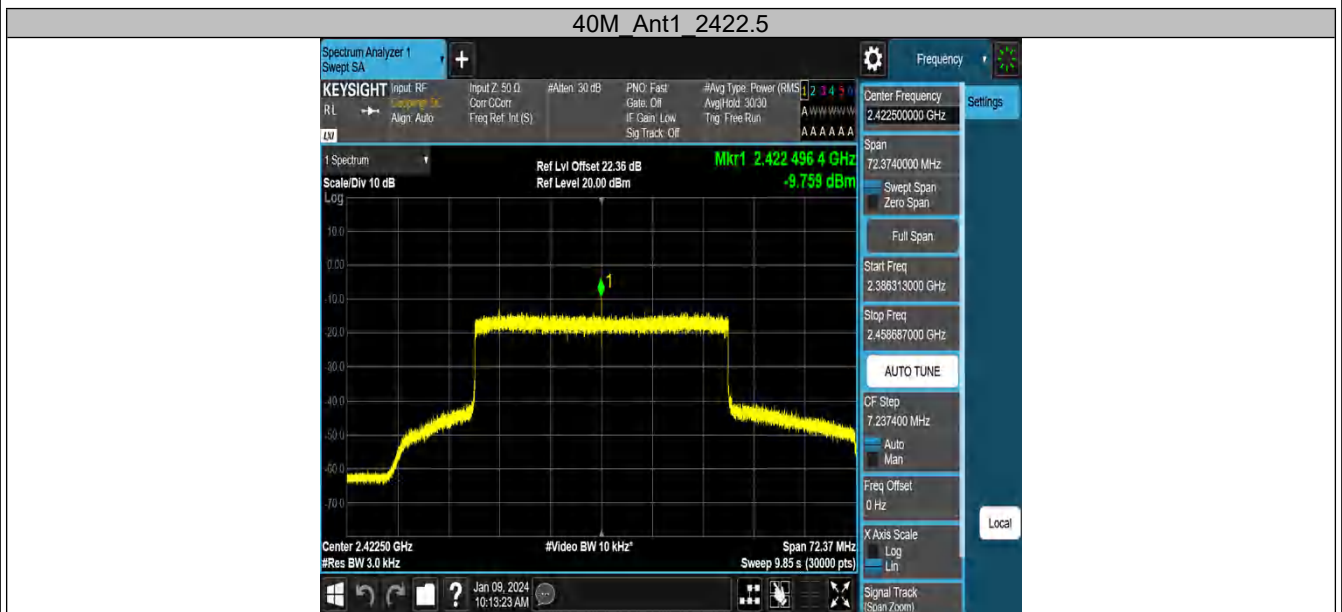 40M_Ant1_2422.5
Spectrum Analyzer 1
Swept SA
+
Frequency
KEYSIGHT
RL
LXI
Input: RF
Coupling: DC
Align: Auto
Input Z: 50 Ω
Corr CCorr
Freq Ref: Int (S)
#Atten: 30 dB
PNO: Fast
Gate: Off
IF Gain: Low
Sig Track: Off
#Avg Type: Power (RMS
Avg|Hold: 30/30
Trig: Free Run
1 2 3 4 5 6
A W W W W W
A A A A A A
1 Spectrum
Scale/Div 10 dB
Ref Lvl Offset 22.36 dB
Ref Level 20.00 dBm
Mkr1 2.422 496 4 GHz
-9.759 dBm
Log
10.0
0.00
-10.0
-20.0
-30.0
-40.0
-50.0
-60.0
-70.0
1
Center 2.42250 GHz
#Res BW 3.0 kHz
#Video BW 10 kHz*
Span 72.37 MHz
Sweep 9.85 s (30000 pts)
Jan 09, 2024
10:13:23 AM
Center Frequency
2.422500000 GHz
Settings
Span
72.3740000 MHz
Swept Span
Zero Span
Full Span
Start Freq
2.386313000 GHz
Stop Freq
2.458687000 GHz
AUTO TUNE
CF Step
7.237400 MHz
Auto
Man
Freq Offset
0 Hz
Local
X Axis Scale
Log
Lin
Signal Track
(Span Zoom)